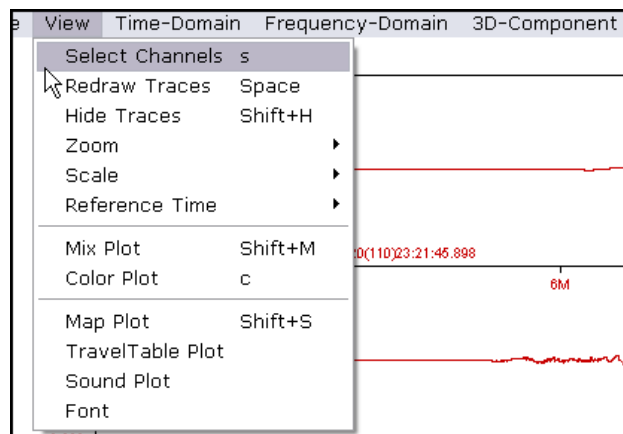 View Time-Domain Frequency-Domain 3D-Component
Select Channels s
Redraw Traces Space
Hide Traces Shift+H
Zoom
Scale
Reference Time
Mix Plot Shift+M
0(110)23:21:45.898
Color Plot c
6M
Map Plot Shift+S
TravelTable Plot
Sound Plot
Font